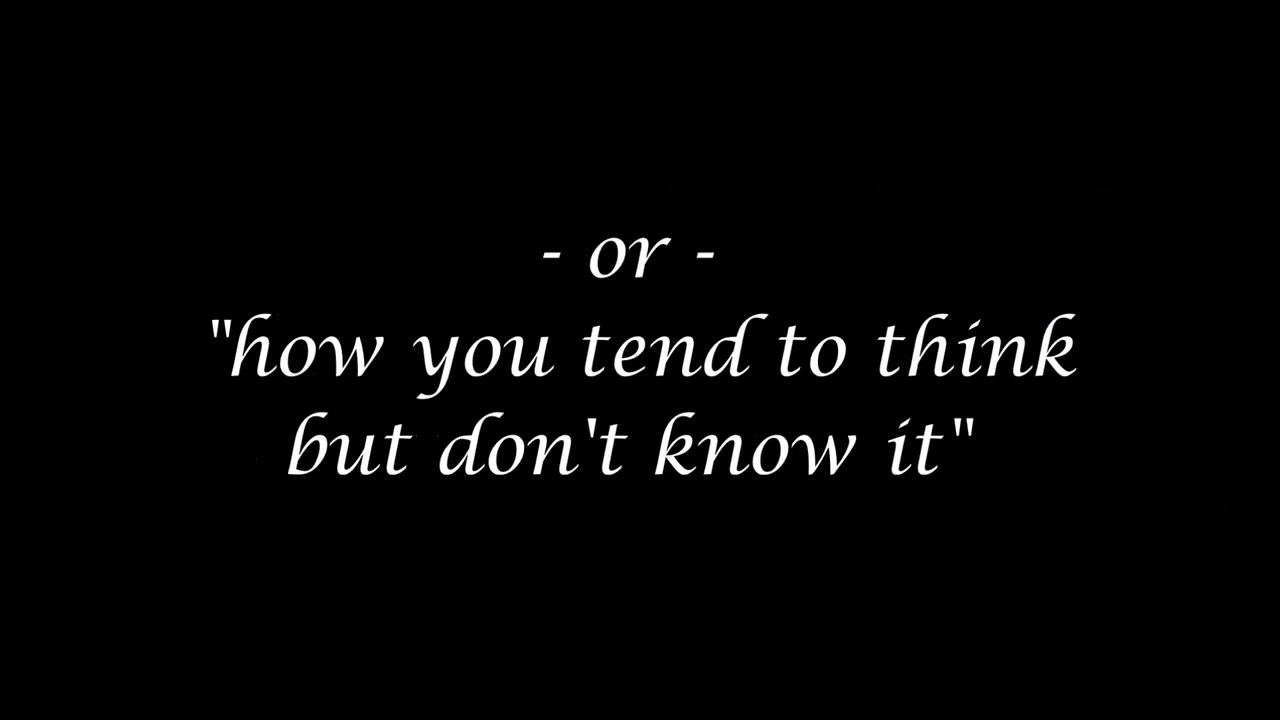 - or -
"how you tend to think
but don't know it"